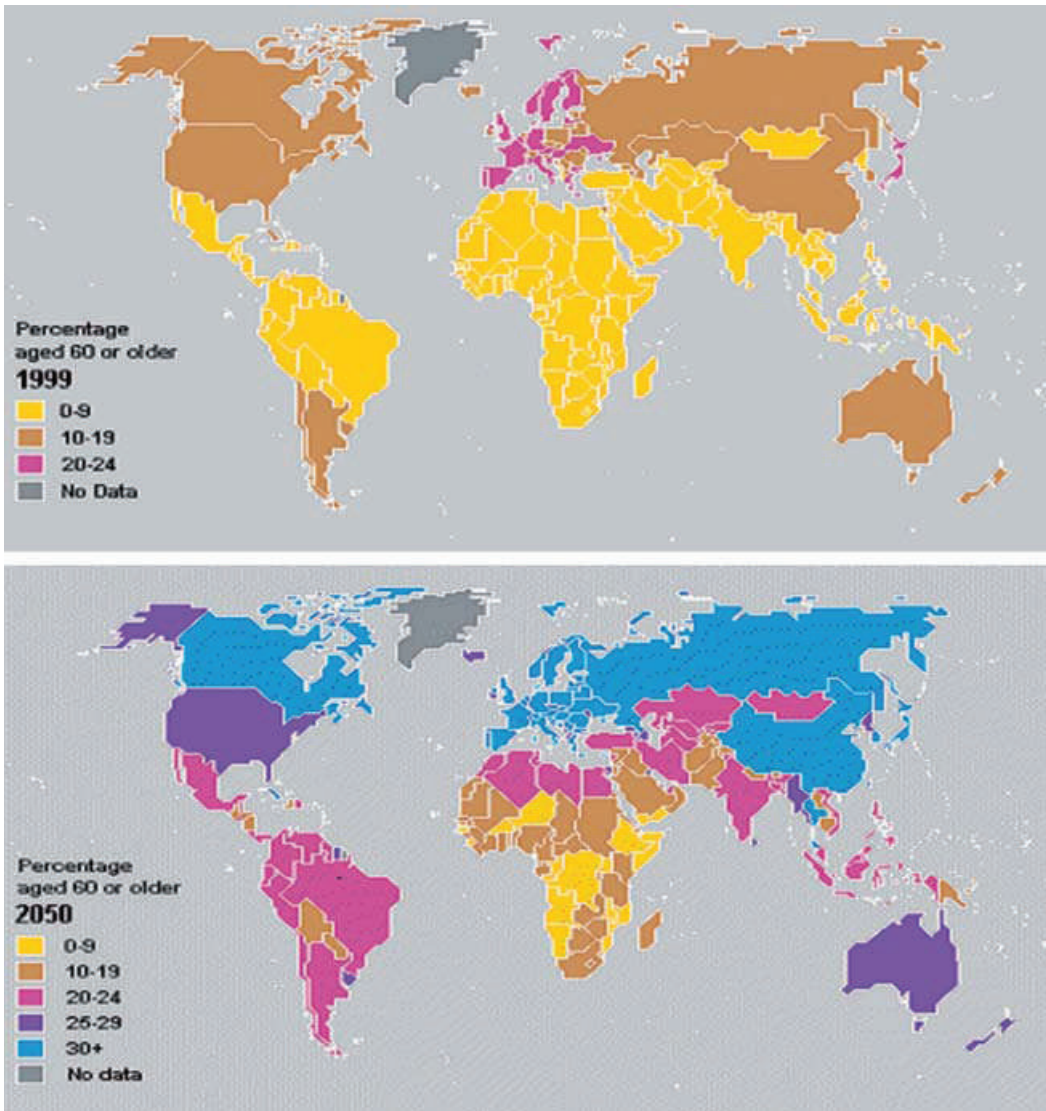 Percentage
aged 60 or older
1999
0-9
10-19
20-24
No Data
Percentage
aged 60 or older
2050
0-9
10-19
20-24
25-29
30+
No data